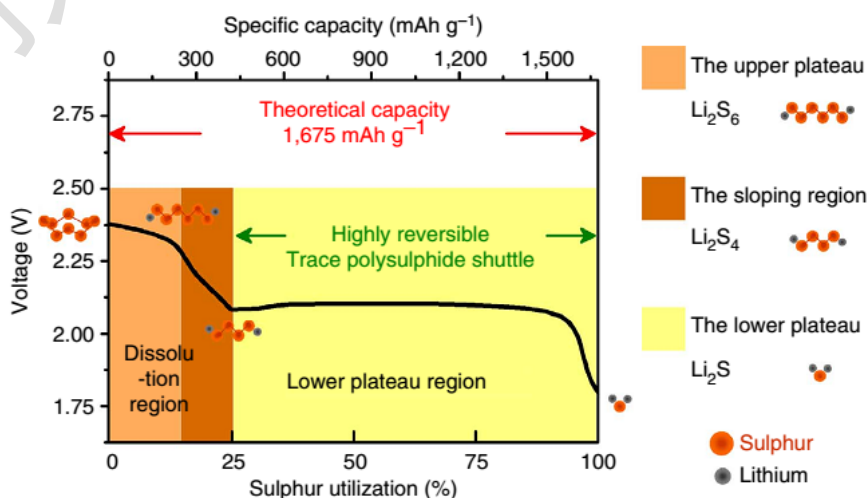 Specific capacity (mAh g⁻¹)
0 300 600 900 1,200 1,500
Theoretical capacity
1,675 mAh g⁻¹
2.75
2.50
2.25
2.00
1.75
Voltage (V)
Highly reversible
Trace polysulphide shuttle
Dissolu
-tion
region
Lower plateau region
0 25 50 75 100
Sulphur utilization (%)
The upper plateau
Li₂S₆
The sloping region
Li₂S₄
The lower plateau
Li₂S
Sulphur
Lithium